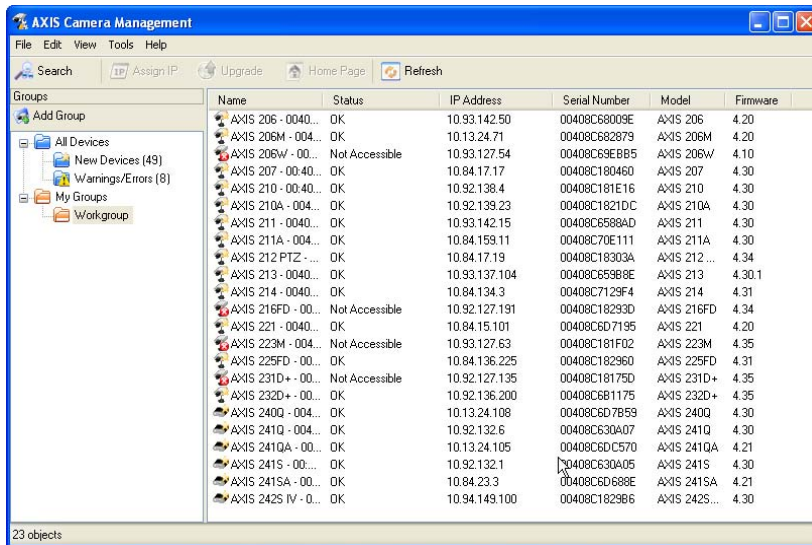 AXIS Camera Management
File Edit View Tools Help
Search Assign IP Upgrade Home Page Refresh
Groups
Add Group
All Devices
New Devices (49)
Warnings/Errors (8)
My Groups
Workgroup
Name Status IP Address Serial Number Model Firmware
AXIS 206 - 0040... OK 10.93.142.50 00408C68009E AXIS 206 4.20
AXIS 206M - 004... OK 10.13.24.71 00408C682879 AXIS 206M 4.20
AXIS 206W - 00... Not Accessible 10.93.127.54 00408C69EBB5 AXIS 206W 4.10
AXIS 207 - 00:40... OK 10.84.17.17 00408C180460 AXIS 207 4.30
AXIS 210 - 00:40... OK 10.92.138.4 00408C181E16 AXIS 210 4.30
AXIS 210A - 004... OK 10.92.139.23 00408C1821DC AXIS 210A 4.30
AXIS 211 - 0040... OK 10.93.142.15 00408C6588AD AXIS 211 4.30
AXIS 211A - 004... OK 10.84.159.11 00408C70E111 AXIS 211A 4.30
AXIS 212 PTZ - ... OK 10.84.17.19 00408C18303A AXIS 212 ... 4.34
AXIS 213 - 0040... OK 10.93.137.104 00408C659B8E AXIS 213 4.30.1
AXIS 214 - 0040... OK 10.84.134.3 00408C7129F4 AXIS 214 4.31
AXIS 216FD - 00... Not Accessible 10.92.127.191 00408C18293D AXIS 216FD 4.34
AXIS 221 - 0040... OK 10.84.15.101 00408C6D7195 AXIS 221 4.20
AXIS 223M - 004... Not Accessible 10.93.127.63 00408C181F02 AXIS 223M 4.35
AXIS 225FD - 00... OK 10.84.136.225 00408C182960 AXIS 225FD 4.31
AXIS 231D+ - 00... Not Accessible 10.92.127.135 00408C18175D AXIS 231D+ 4.35
AXIS 232D+ - 00... OK 10.92.136.200 00408C6B1175 AXIS 232D+ 4.35
AXIS 240Q - 004... OK 10.13.24.108 00408C6D7B59 AXIS 240Q 4.30
AXIS 241Q - 004... OK 10.92.132.6 00408C630A07 AXIS 241Q 4.30
AXIS 241QA - 00... OK 10.13.24.105 00408C6DC570 AXIS 241QA 4.21
AXIS 241S - 00:... OK 10.92.132.1 00408C630A05 AXIS 241S 4.30
AXIS 241SA - 00... OK 10.84.23.3 00408C6D688E AXIS 241SA 4.21
AXIS 242S IV - 0... OK 10.94.149.100 00408C1829B6 AXIS 242S... 4.30
23 objects